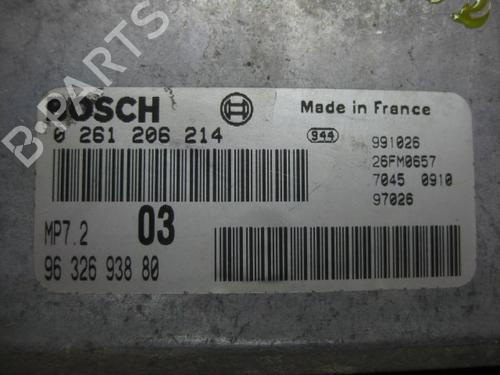 B-PARTS
BOSCH
Made in France
0 261 206 214
944
991026
26FM0657
7045 0910
97026
MP7.2
03
96 326 938 80